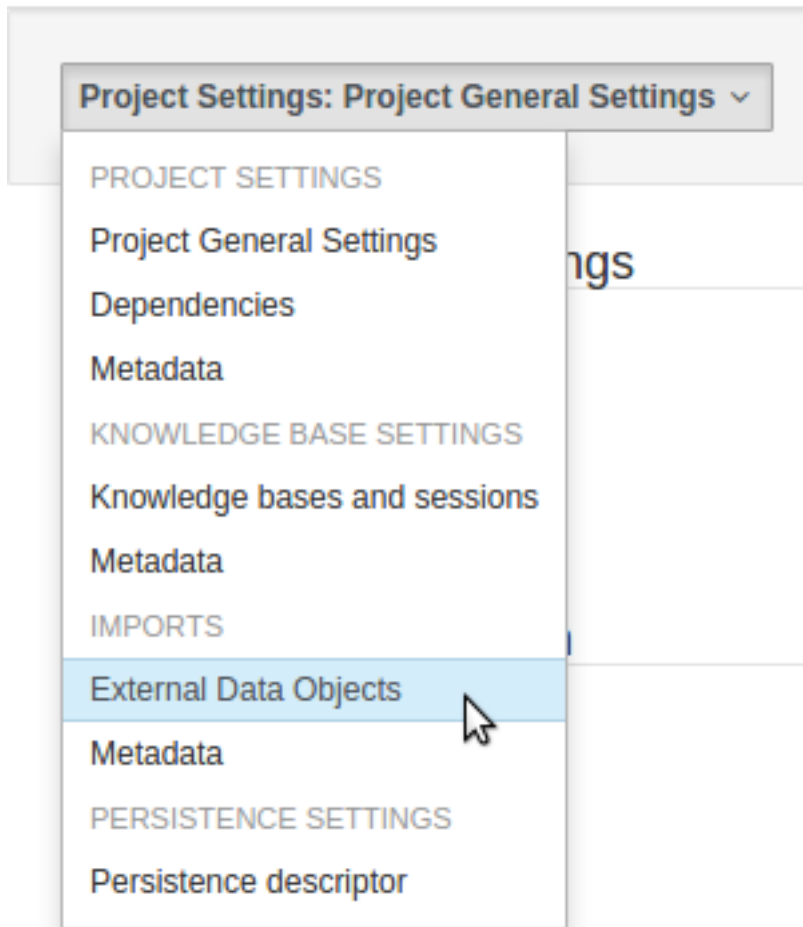 Project Settings: Project General Settings
PROJECT SETTINGS
Project General Settings
ngs
Dependencies
Metadata
KNOWLEDGE BASE SETTINGS
Knowledge bases and sessions
Metadata
IMPORTS
External Data Objects
Metadata
PERSISTENCE SETTINGS
Persistence descriptor